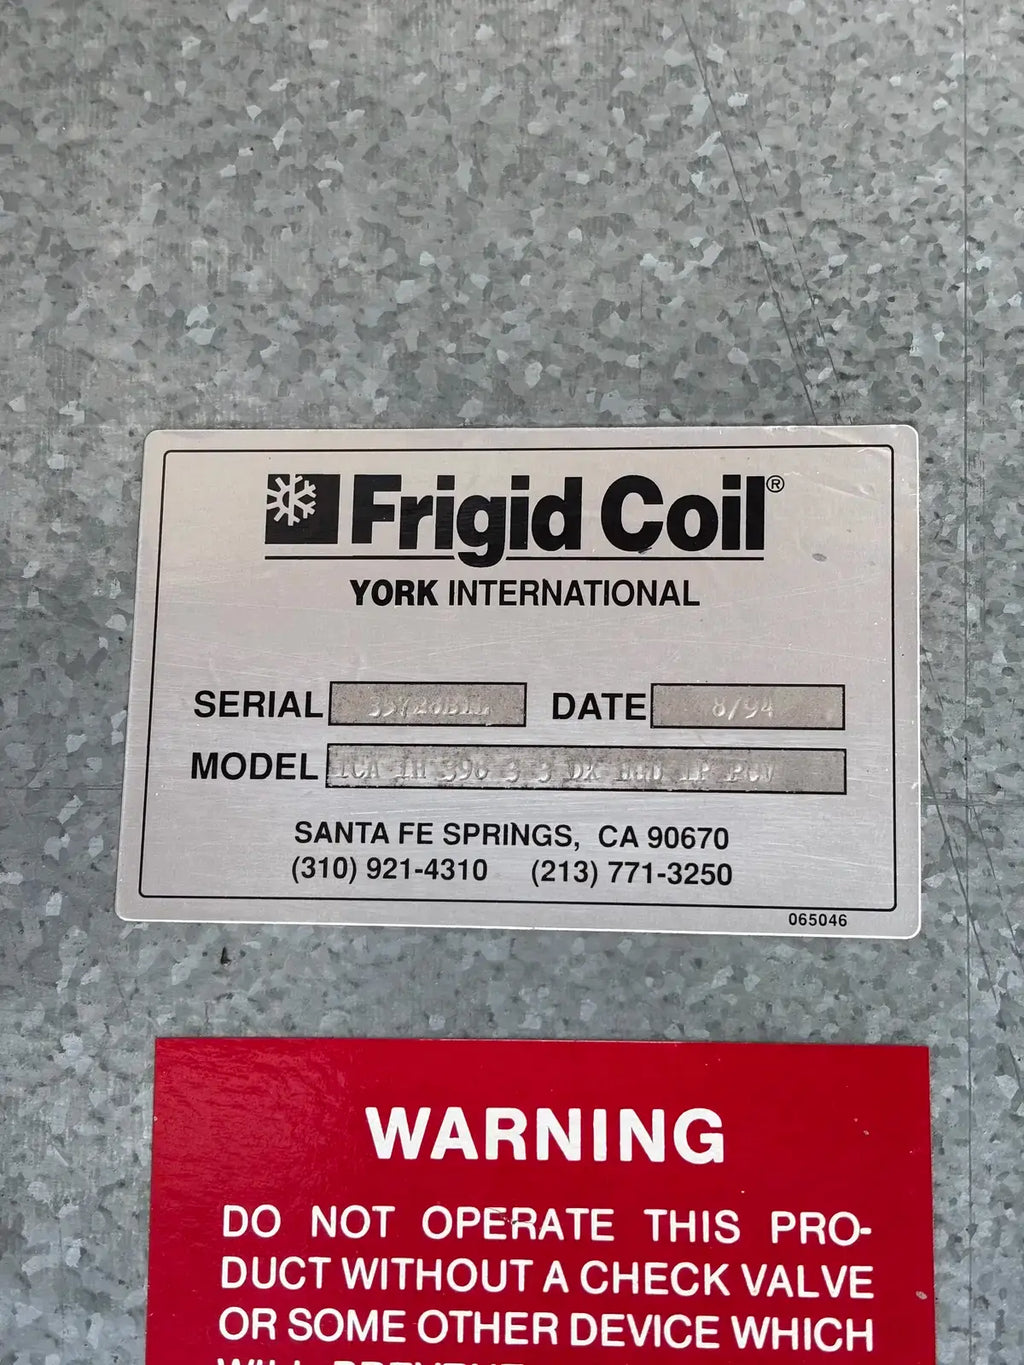 Frigid Coil®
YORK INTERNATIONAL
SERIAL DATE 8/94
MODEL
SANTA FE SPRINGS, CA 90670
(310) 921-4310 (213) 771-3250
065046
WARNING
DO NOT OPERATE THIS PRO-
DUCT WITHOUT A CHECK VALVE
OR SOME OTHER DEVICE WHICH